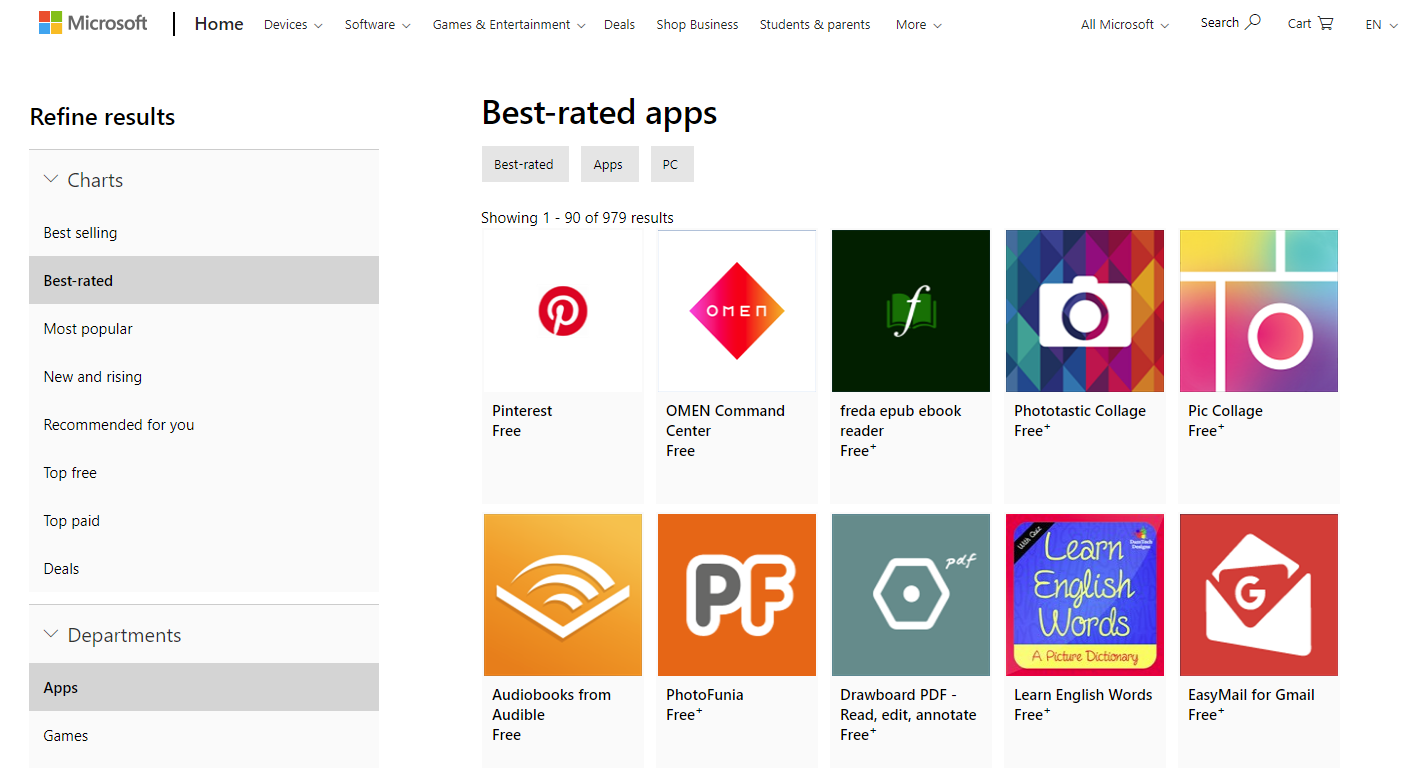 Microsoft
Home
Devices
Software
Games & Entertainment
Deals
Shop Business
Students & parents
More
All Microsoft
Search
Cart
EN
Refine results
Charts
Best selling
Best-rated
Most popular
New and rising
Recommended for you
Top free
Top paid
Deals
Departments
Apps
Games
Best-rated apps
Best-rated
Apps
PC
Showing 1 - 90 of 979 results
OMEN
Pinterest
Free
OMEN Command
Center
Free
f
freda epub ebook
reader
Free+
Phototastic Collage
Free+
Pic Collage
Free+
Audiobooks from
Audible
Free
PF
PhotoFunia
Free+
pdf
Drawboard PDF -
Read, edit, annotate
Free+
With Quiz
Learn
English
Words
A Picture Dictionary
Learn English Words
Free+
G
EasyMail for Gmail
Free+